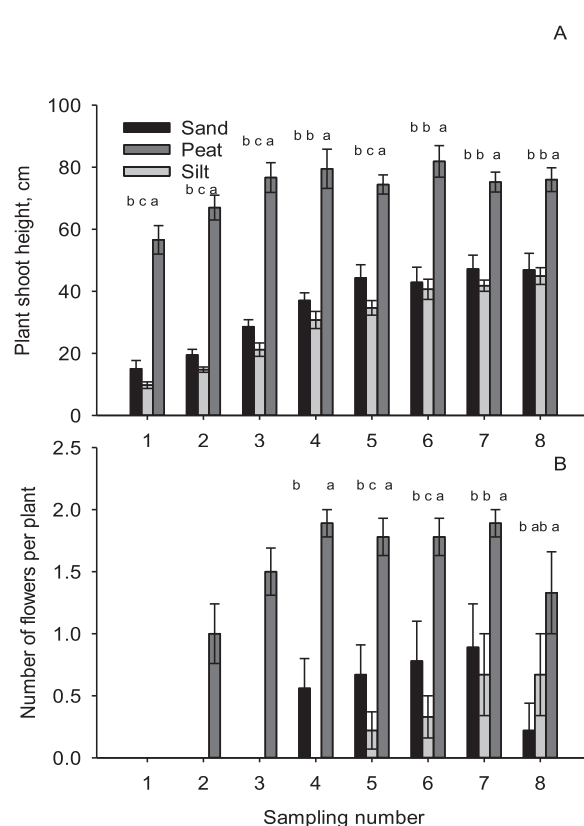 A
100
80
60
40
20
0
Plant shoot height, cm
Sand
Peat
Silt
b c a
b c a
b c a
b b a
b c a
b b a
b b a
b b a
1 2 3 4 5 6 7 8
B
2.5
2.0
1.5
1.0
0.5
0.0
Number of flowers per plant
b a
b c a
b c a
b b a
b ab a
1 2 3 4 5 6 7 8
Sampling number